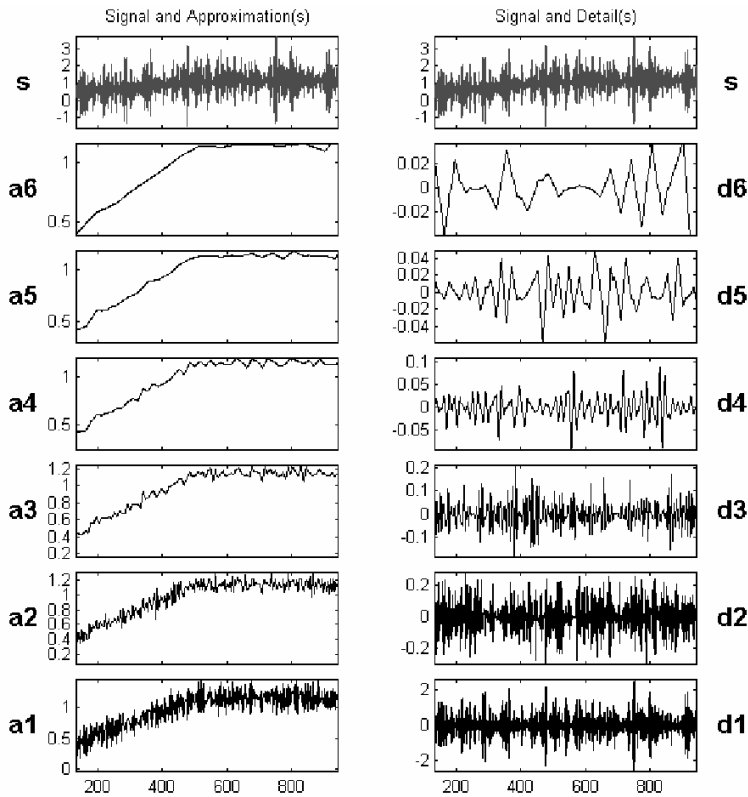 Signal and Approximation(s)
Signal and Detail(s)
s
3
2
1
0
-1
3
2
1
0
-1
s
a6
1
0.5
0.02
0
-0.02
d6
a5
1
0.5
0.04
0.02
0
-0.02
-0.04
d5
a4
1
0.5
0.1
0.05
0
-0.05
d4
a3
1.2
1
0.8
0.6
0.4
0.2
0.2
0.1
0
-0.1
d3
a2
1.2
1
0.8
0.6
0.4
0.2
0.2
0
-0.2
d2
a1
1
0.5
0
2
0
-2
d1
200 400 600 800
200 400 600 800